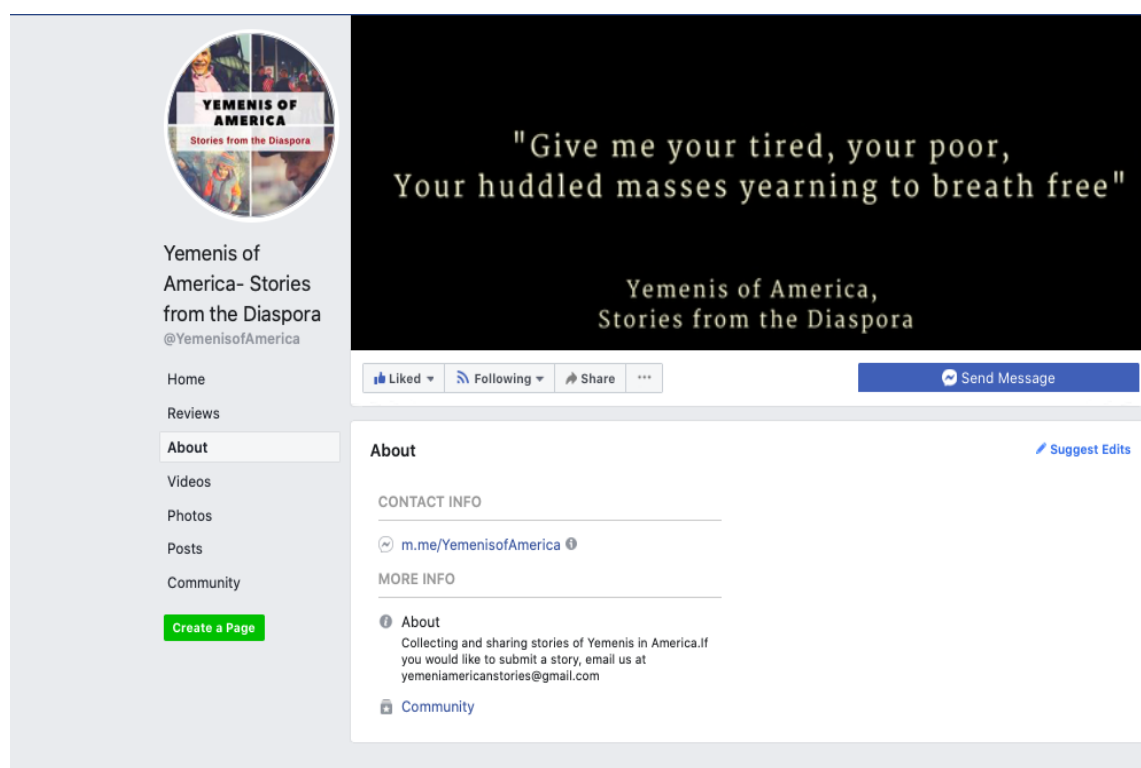 YEMENIS OF
AMERICA
Stories from the Diaspora
"Give me your tired, your poor,
Your huddled masses yearning to breath free"
Yemenis of America,
Stories from the Diaspora
Yemenis of
America- Stories
from the Diaspora
@YemenisofAmerica
Home
Reviews
About
Videos
Photos
Posts
Community
Create a Page
Liked Following Share ...
Send Message
About
Suggest Edits
CONTACT INFO
m.me/YemenisofAmerica
MORE INFO
About
Collecting and sharing stories of Yemenis in America.If
you would like to submit a story, email us at
yemeniamericanstories@gmail.com
Community